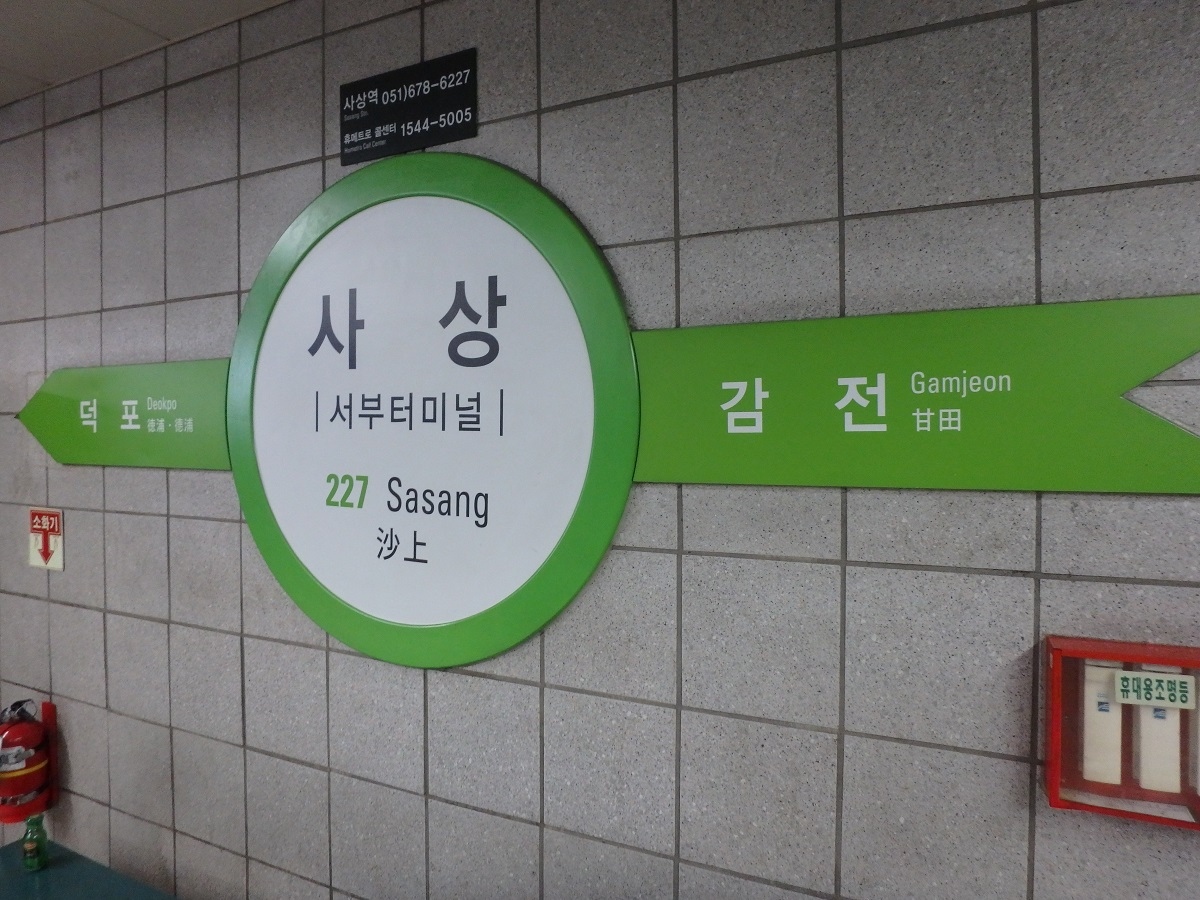 사상역 051)678-6227
Sasang Stn.
휴메트로 콜센터 1544-5005
Humetro Call Center
사 상
|서부터미널|
227 Sasang
沙上
덕 포 Deokpo
德浦·德浦
감 전 Gamjeon
甘田
소화기
휴대용조명등